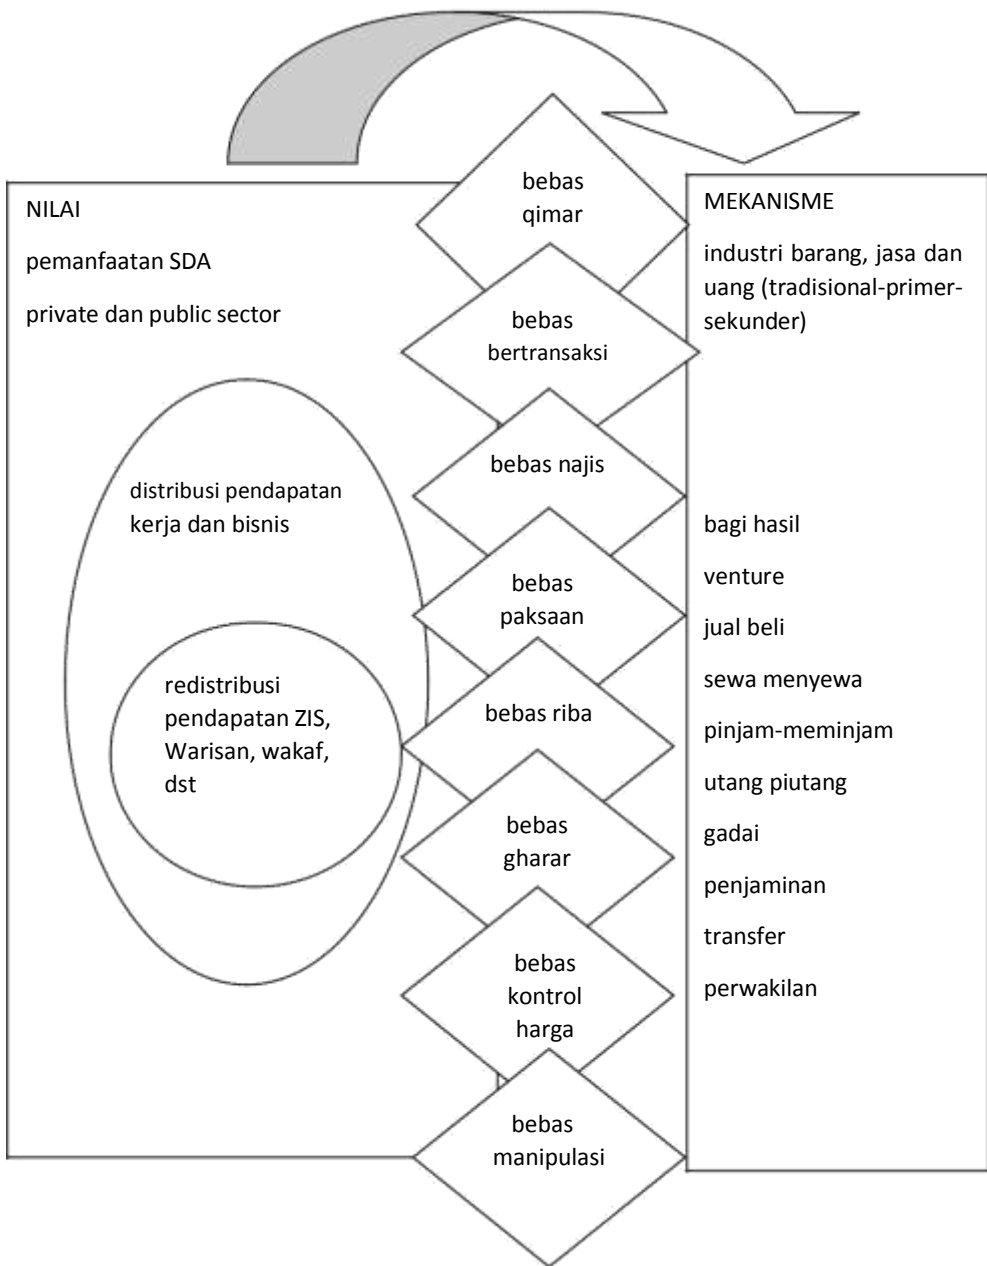 NILAI
pemanfaatan SDA
private dan public sector
distribusi pendapatan
kerja dan bisnis
redistribusi
pendapatan ZIS,
Warisan, wakaf,
dst
bebas
qimar
bebas
bertransaksi
bebas najis
bebas
paksaan
bebas riba
bebas
gharar
bebas
kontrol
harga
bebas
manipulasi
MEKANISME
industri barang, jasa dan
uang (tradisional-primer-
sekunder)
bagi hasil
venture
jual beli
sewa menyewa
pinjam-meminjam
utang piutang
gadai
penjaminan
transfer
perwakilan